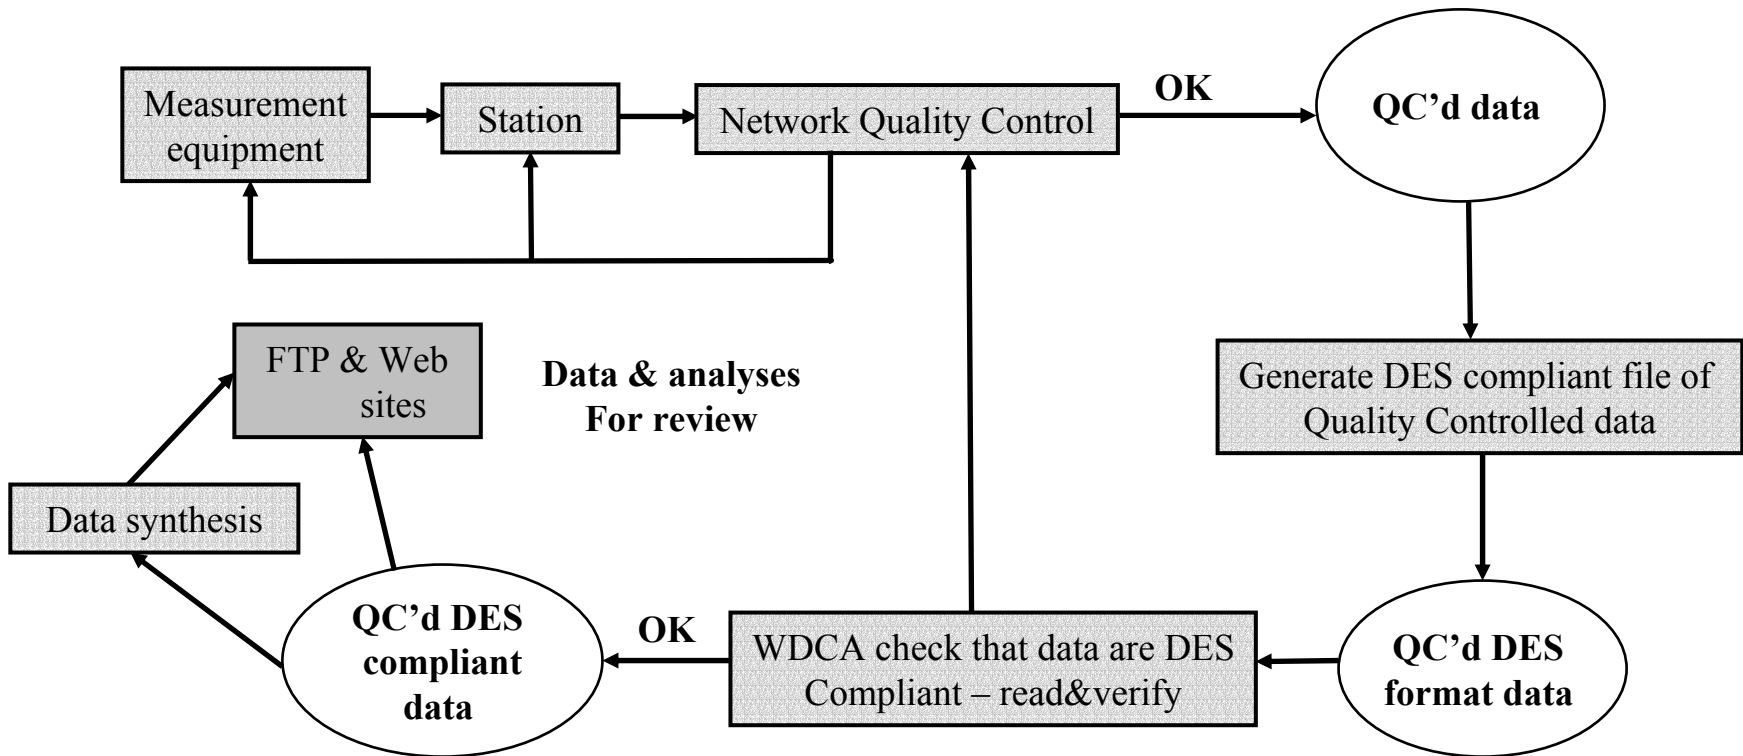 Measurement
equipment
Station
Network Quality Control
OK
QC’d data
FTP & Web
sites
Data & analyses
For review
Generate DES compliant file of
Quality Controlled data
Data synthesis
QC’d DES
compliant
data
OK
WDCA check that data are DES
Compliant – read&verify
QC’d DES
format data